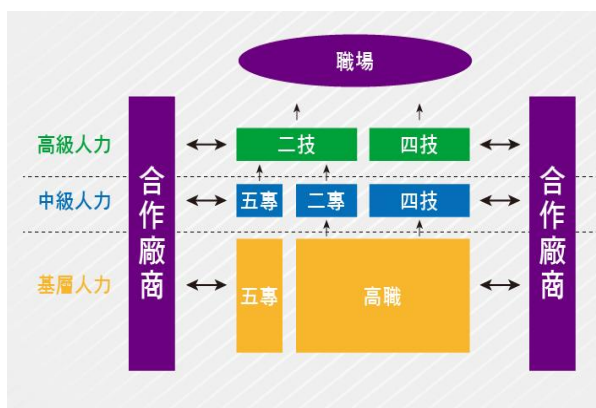 職場
高級人力
二技
四技
合作廠商
合作廠商
中級人力
五專
二專
四技
基層人力
五專
高職